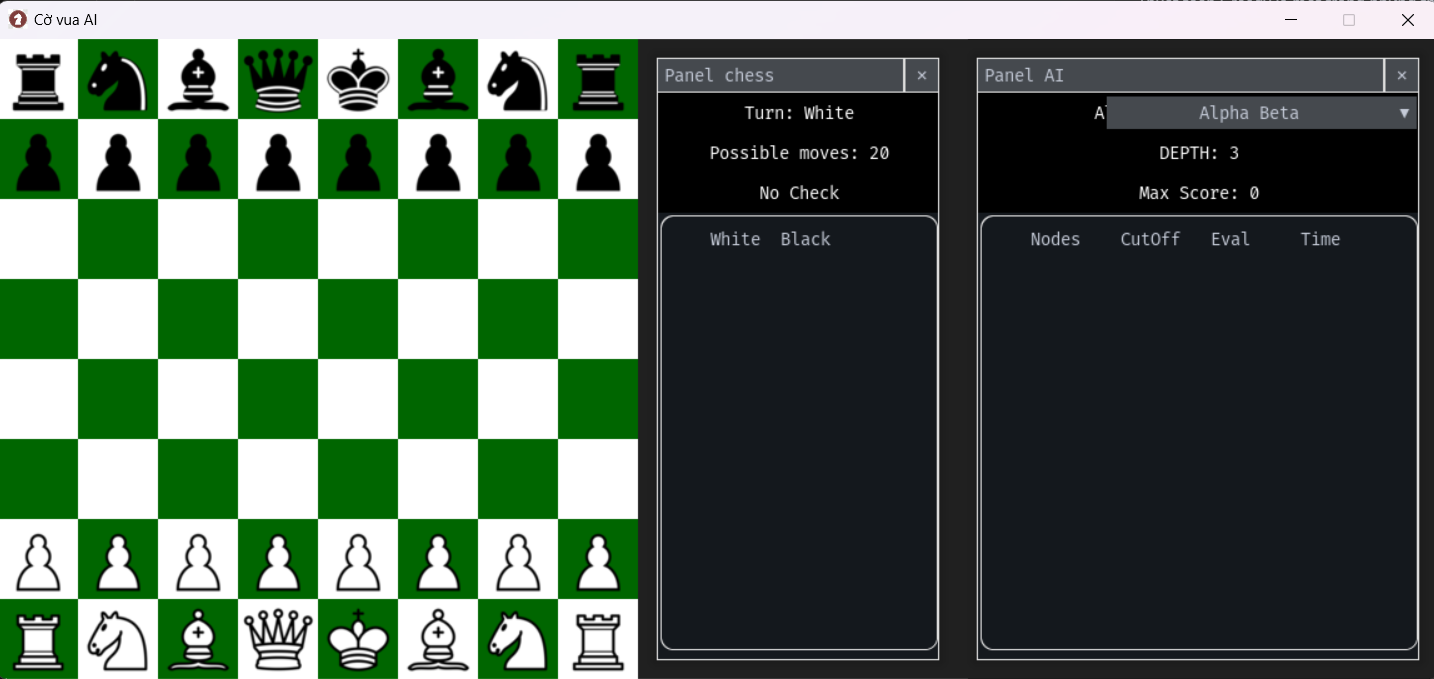 Cờ vua AI
Panel chess ×
Turn: White
Possible moves: 20
No Check
White Black
Panel AI ×
Al Alpha Beta ▼
DEPTH: 3
Max Score: 0
Nodes CutOff Eval Time